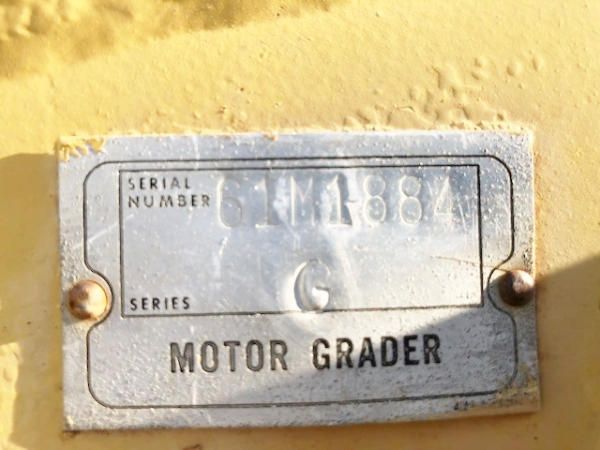 SERIAL
NUMBER 61M1884
SERIES G
MOTOR GRADER